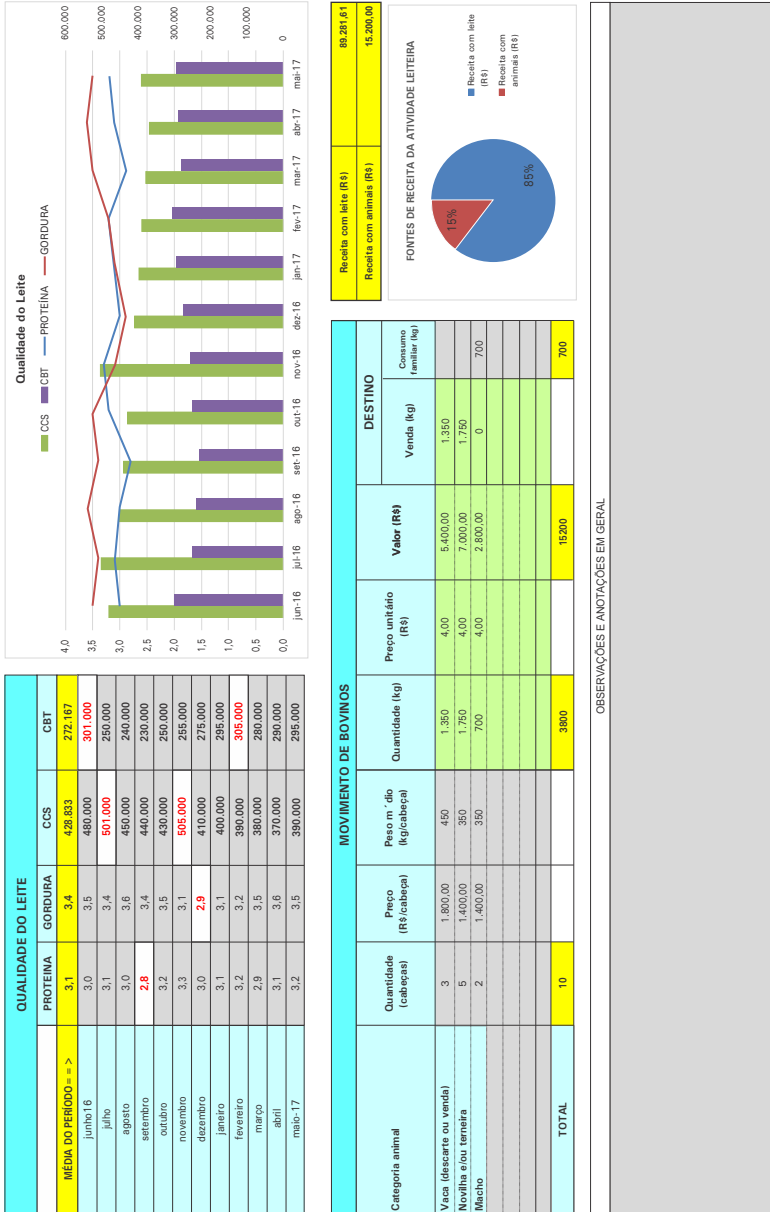 QUALIDADE DO LEITE
PROTEINA GORDURA CCS CBT
MÉDIA DO PERÍODO= = > 3,1 3,4 428.833 272.167
junho16 3,0 3,5 480.000 301.000
julho 3,1 3,4 501.000 250.000
agosto 3,0 3,6 450.000 240.000
setembro 2,8 3,4 440.000 230.000
outubro 3,2 3,5 430.000 250.000
novembro 3,3 3,1 505.000 255.000
dezembro 3,0 2,9 410.000 275.000
janeiro 3,1 3,1 400.000 295.000
fevereiro 3,2 3,2 390.000 305.000
março 2,9 3,5 380.000 280.000
abril 3,1 3,6 370.000 290.000
maio-17 3,2 3,5 390.000 295.000
Qualidade do Leite
CCS CBT PROTEÍNA GORDURA
4,0
3,5
3,0
2,5
2,0
1,5
1,0
0,5
0,0
600.000
500.000
400.000
300.000
200.000
100.000
0
jun-16 jul-16 ago-16 set-16 out-16 nov-16 dez-16 jan-17 fev-17 mar-17 abr-17 mai-17
MOVIMENTO DE BOVINOS
Categoria animal
Quantidade
(cabeças)
Preço
(R$/cabeça)
Peso m´dio
(kg/cabeça)
Quantidade (kg)
Preço unitário
(R$)
Valor (R$)
DESTINO
Venda (kg)
Consumo
familiar (kg)
Vaca (descarte ou venda) 3 1.800,00 450 1.350 4,00 5.400,00 1.350
Novilha e/ou terneira 5 1.400,00 350 1.750 4,00 7.000,00 1.750
Macho 2 1.400,00 350 700 4,00 2.800,00 0 700
TOTAL 10 3800 15200 700
Receita com leite (R$) 89.281,61
Receita com animais (R$) 15.200,00
FONTES DE RECEITA DA ATIVIDADE LEITEIRA
15%
85%
Receita com leite
(R$)
Receita com
animais (R$)
OBSERVAÇÕES E ANOTAÇÕES EM GERAL